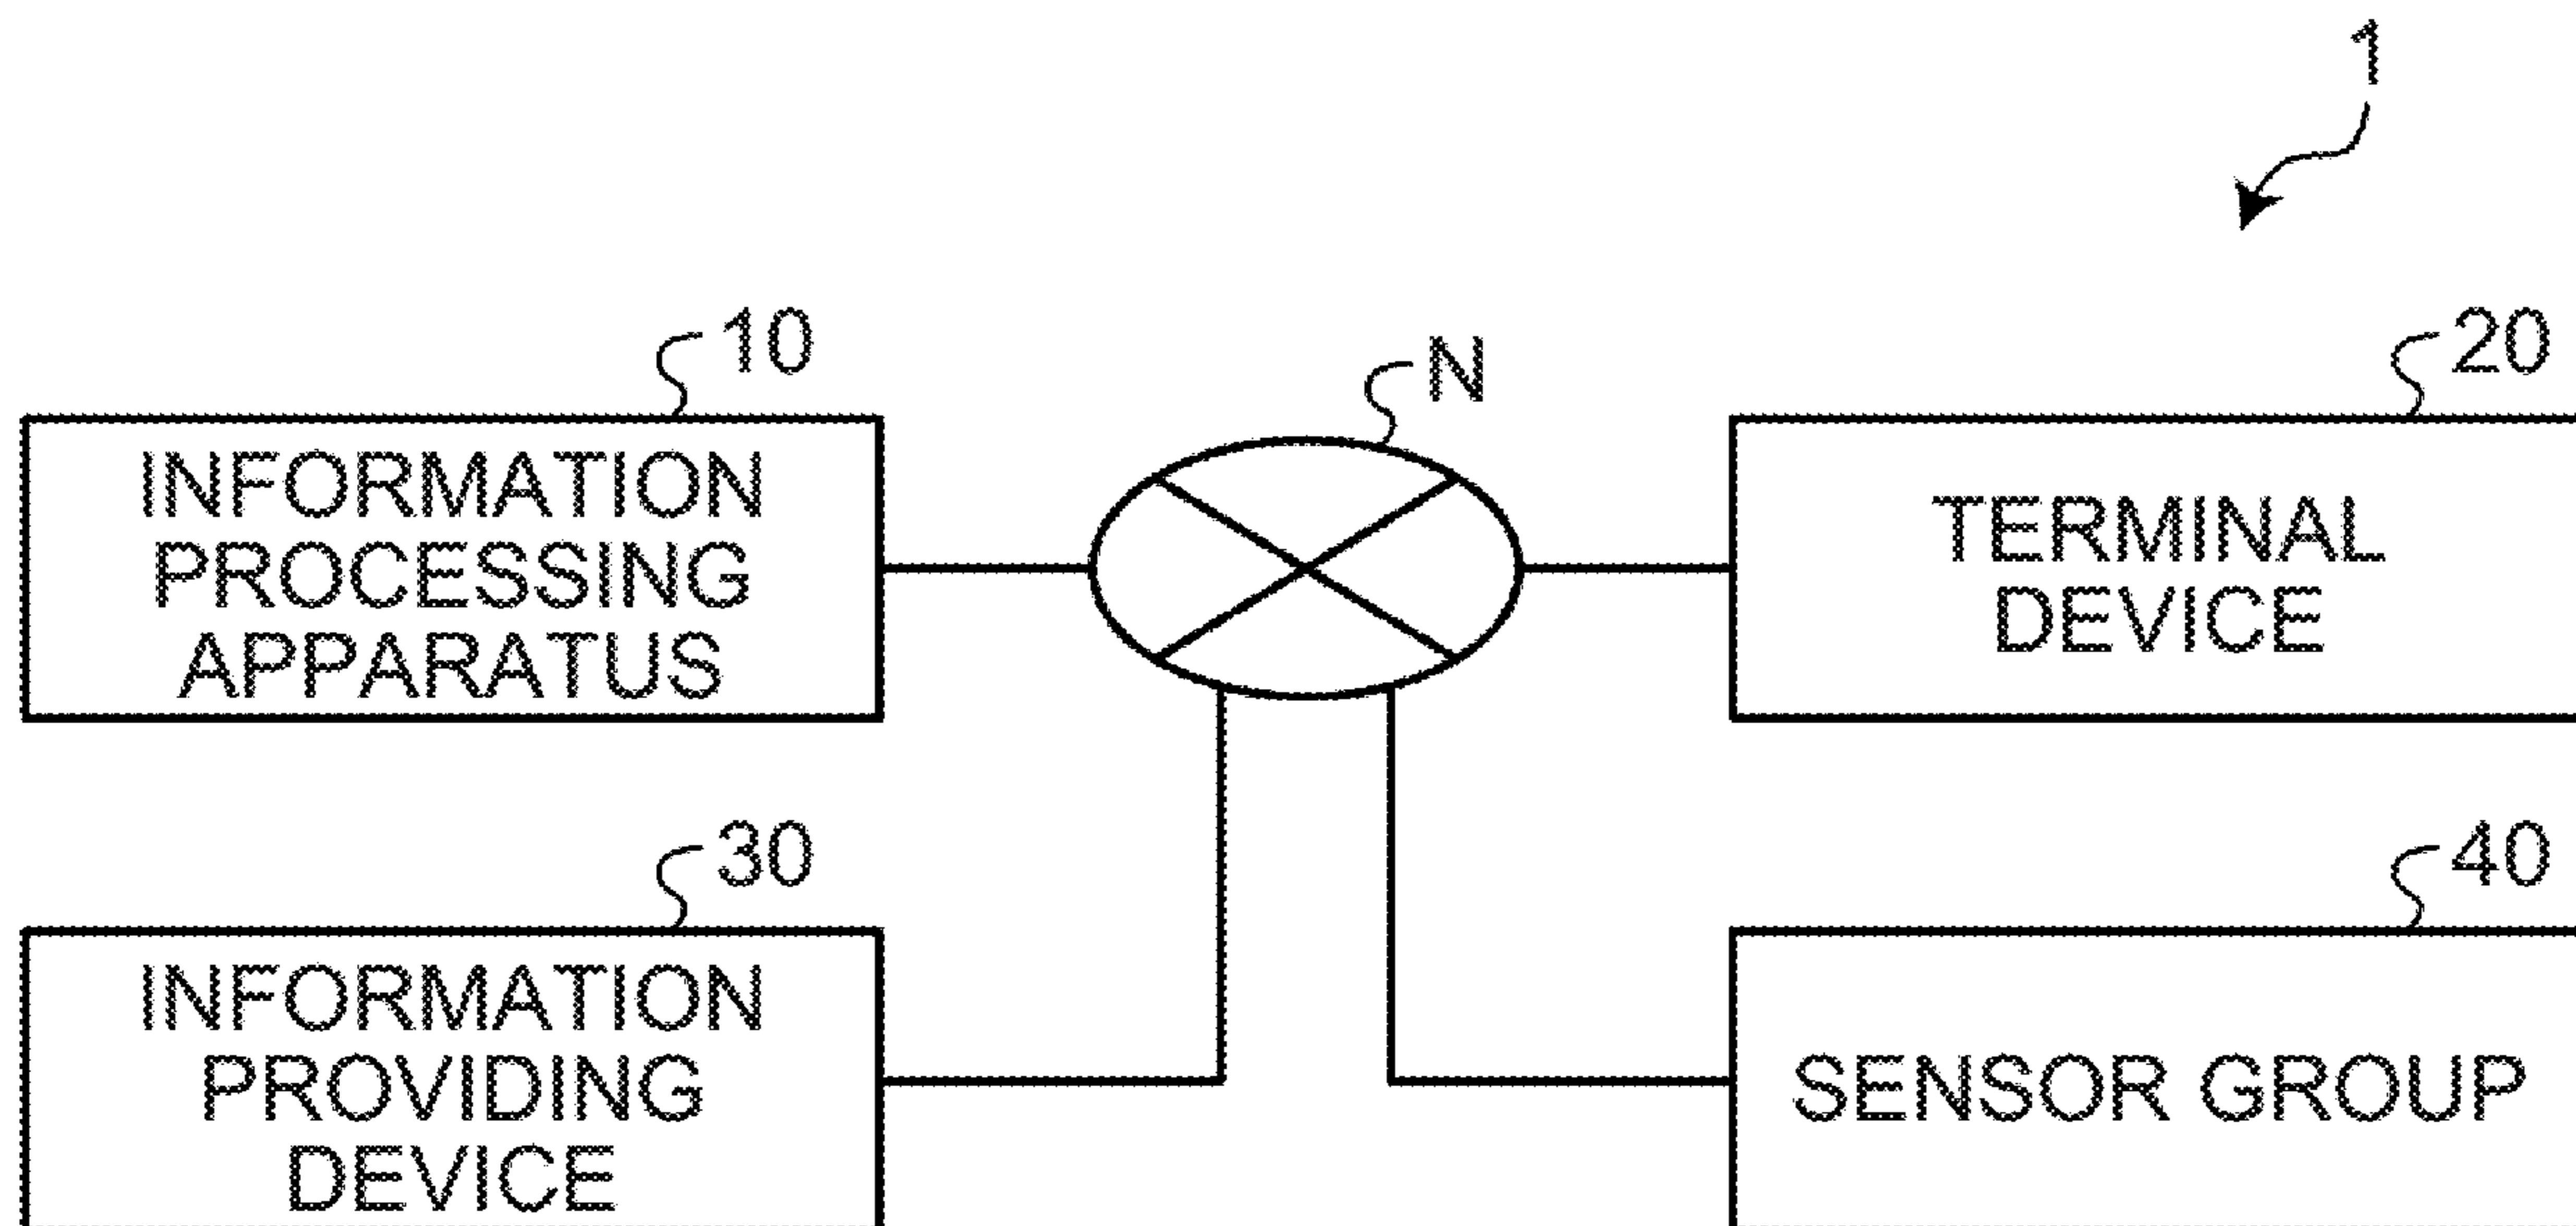 1
10
N
20
INFORMATION
PROCESSING
APPARATUS
TERMINAL
DEVICE
30
40
INFORMATION
PROVIDING
DEVICE
SENSOR GROUP